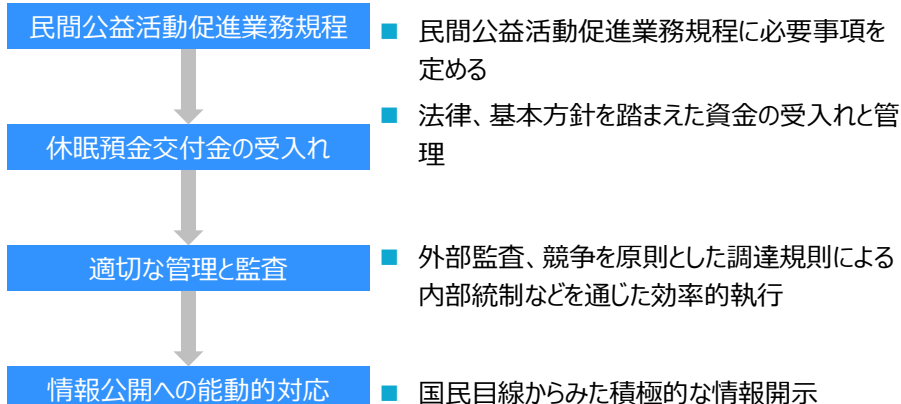 民間公益活動促進業務規程
■ 民間公益活動促進業務規程に必要事項を
定める
休眠預金交付金の受入れ
■ 法律、基本方針を踏まえた資金の受入れと管
理
適切な管理と監査
■ 外部監査、競争を原則とした調達規則による
内部統制などを通じた効率的執行
情報公開への能動的対応
■ 国民目線からみた積極的な情報開示